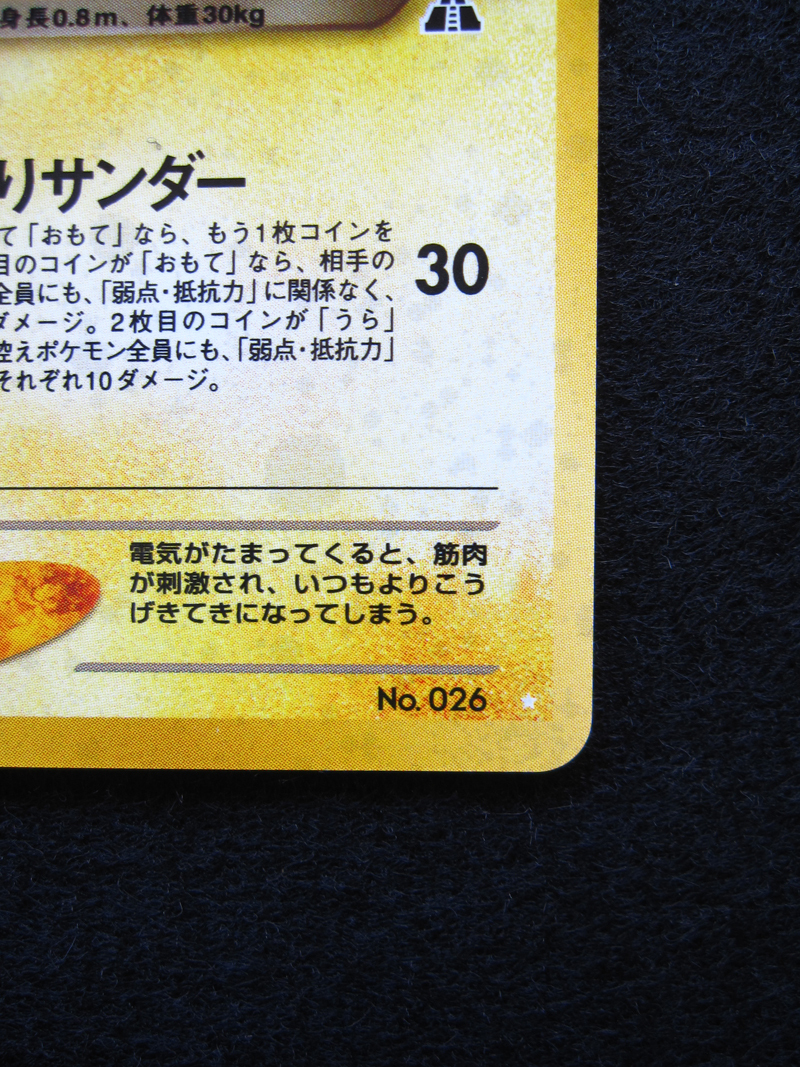 身長0.8m、体重30kg
りサンダー
て「おもて」なら、もう1枚コインを
目のコインが「おもて」なら、相手の
30
全員にも、「弱点・抵抗力」に関係なく、
ダメージ。2枚目のコインが「うら」
控えポケモン全員にも、「弱点・抵抗力」
それぞれ10ダメージ。
電気がたまってくると、筋肉
が刺激され、いつもよりこう
げきてきになってしまう。
No. 026